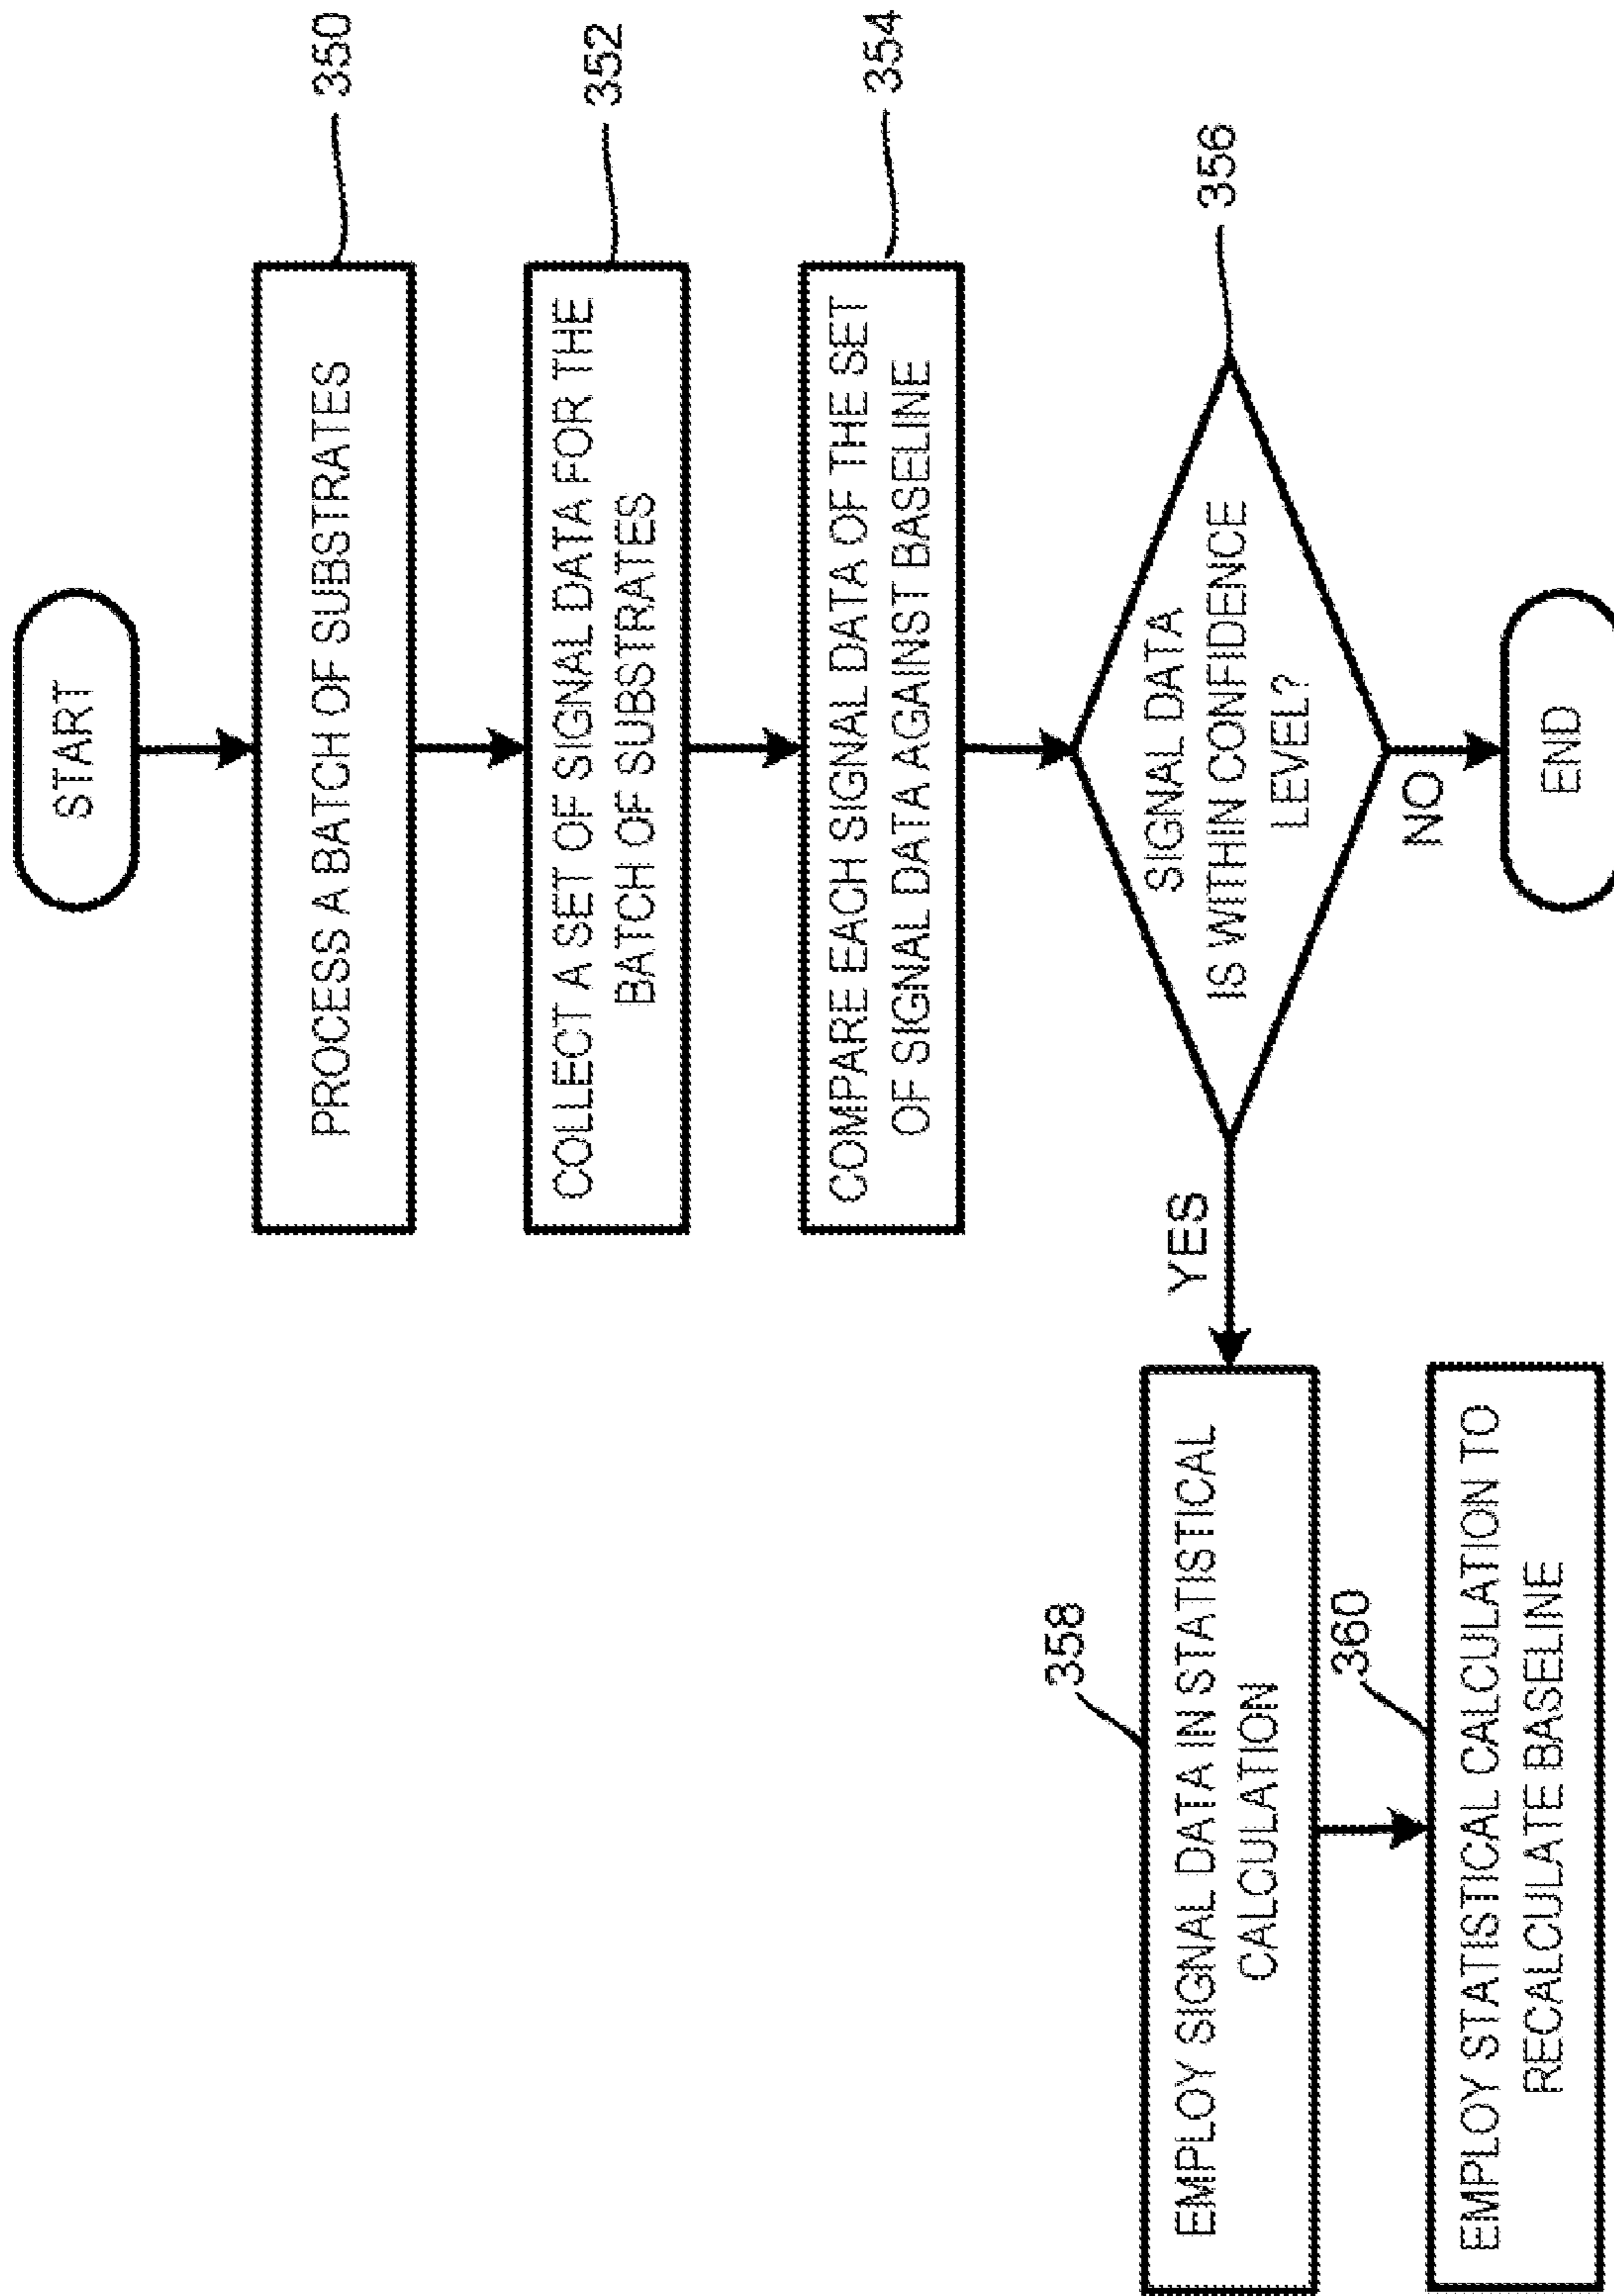 START
PROCESS A BATCH OF SUBSTRATES
350
COLLECT A SET OF SIGNAL DATA FOR THE
BATCH OF SUBSTRATES
352
COMPARE EACH SIGNAL DATA OF THE SET
OF SIGNAL DATA AGAINST BASELINE
354
SIGNAL DATA
IS WITHIN CONFIDENCE
LEVEL?
356
YES
NO
END
358
EMPLOY SIGNAL DATA IN STATISTICAL
CALCULATION
360
EMPLOY STATISTICAL CALCULATION TO
RECALCULATE BASELINE